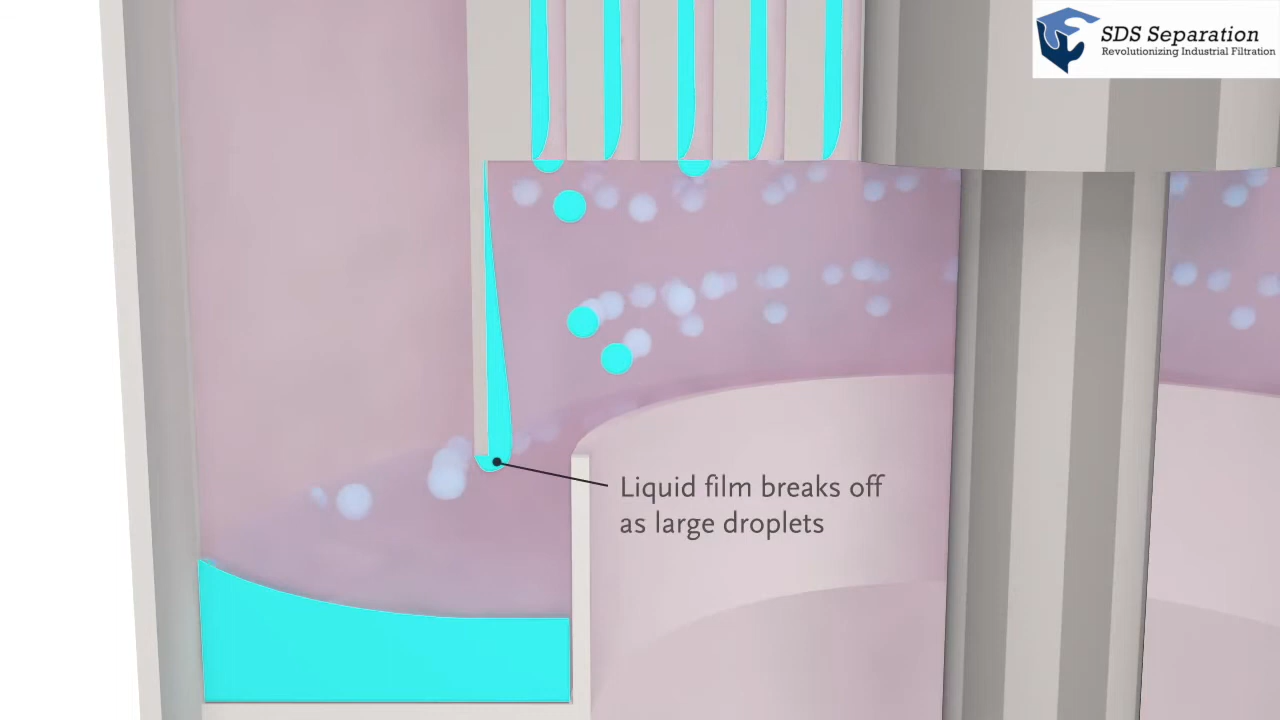 SDS Separation
Revolutionizing Industrial Filtration
Liquid film breaks off
as large droplets